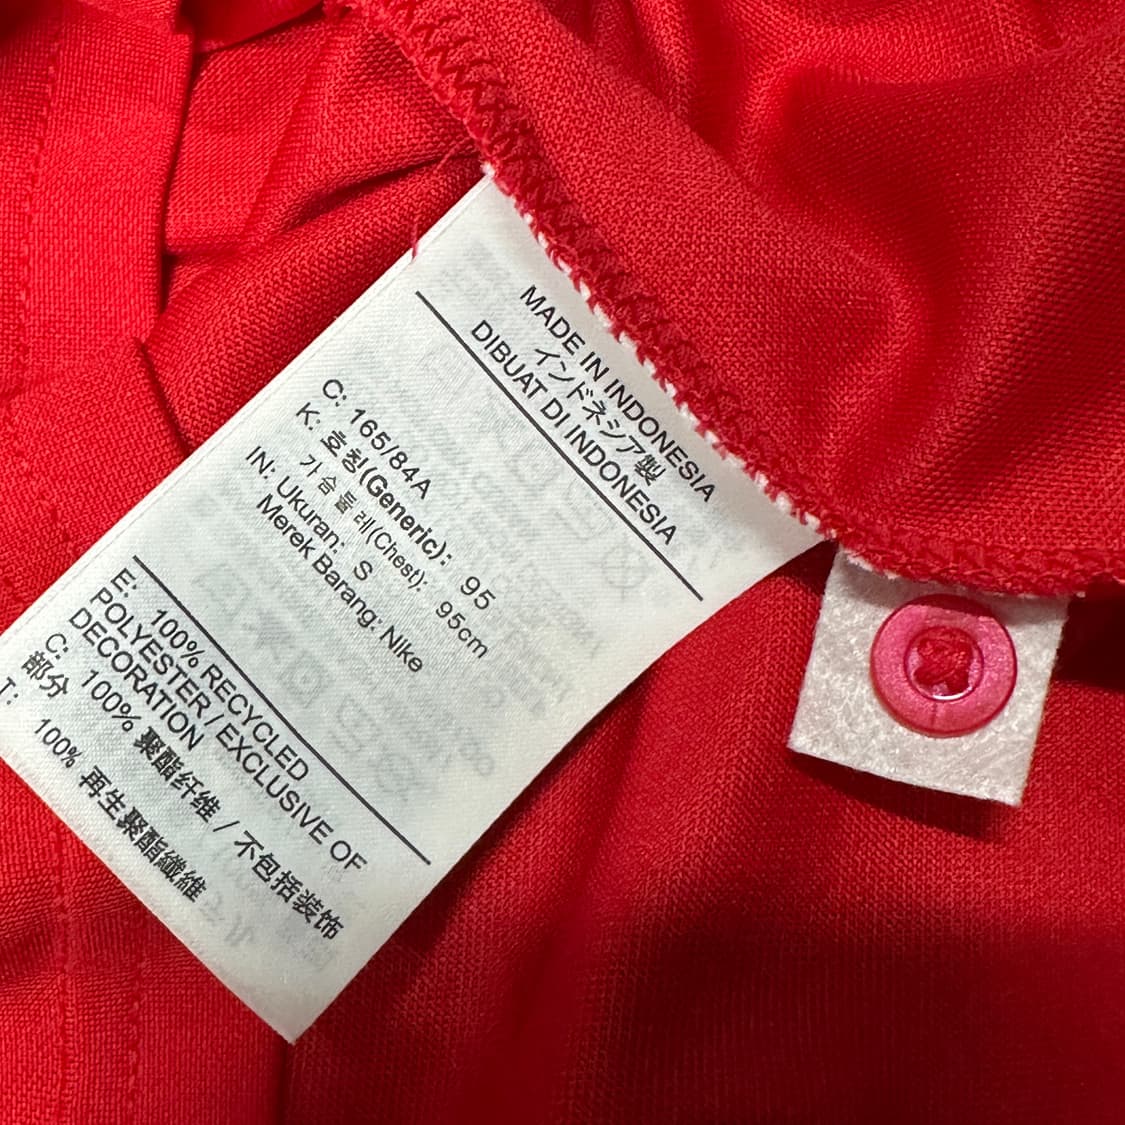 MADE IN INDONESIA
インドネシア製
DIBUAT DI INDONESIA
C: 165/84A
K: 호칭(Generic): 95
가슴둘레(Chest): 95cm
IN: Ukuran: S
Merek Barang: Nike
E: 100% RECYCLED
POLYESTER / EXCLUSIVE OF
DECORATION
C: 100% 聚酯纤维 / 不包括装饰
部分
T: 100% 再生聚酯纖維